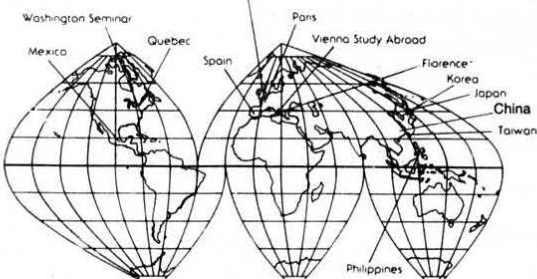 Washington Seminar
Paris
Quebec
Vienna Study Abroad
Mexico
Spain
Florence
Korea
Japan
China
Taiwan
Philippines